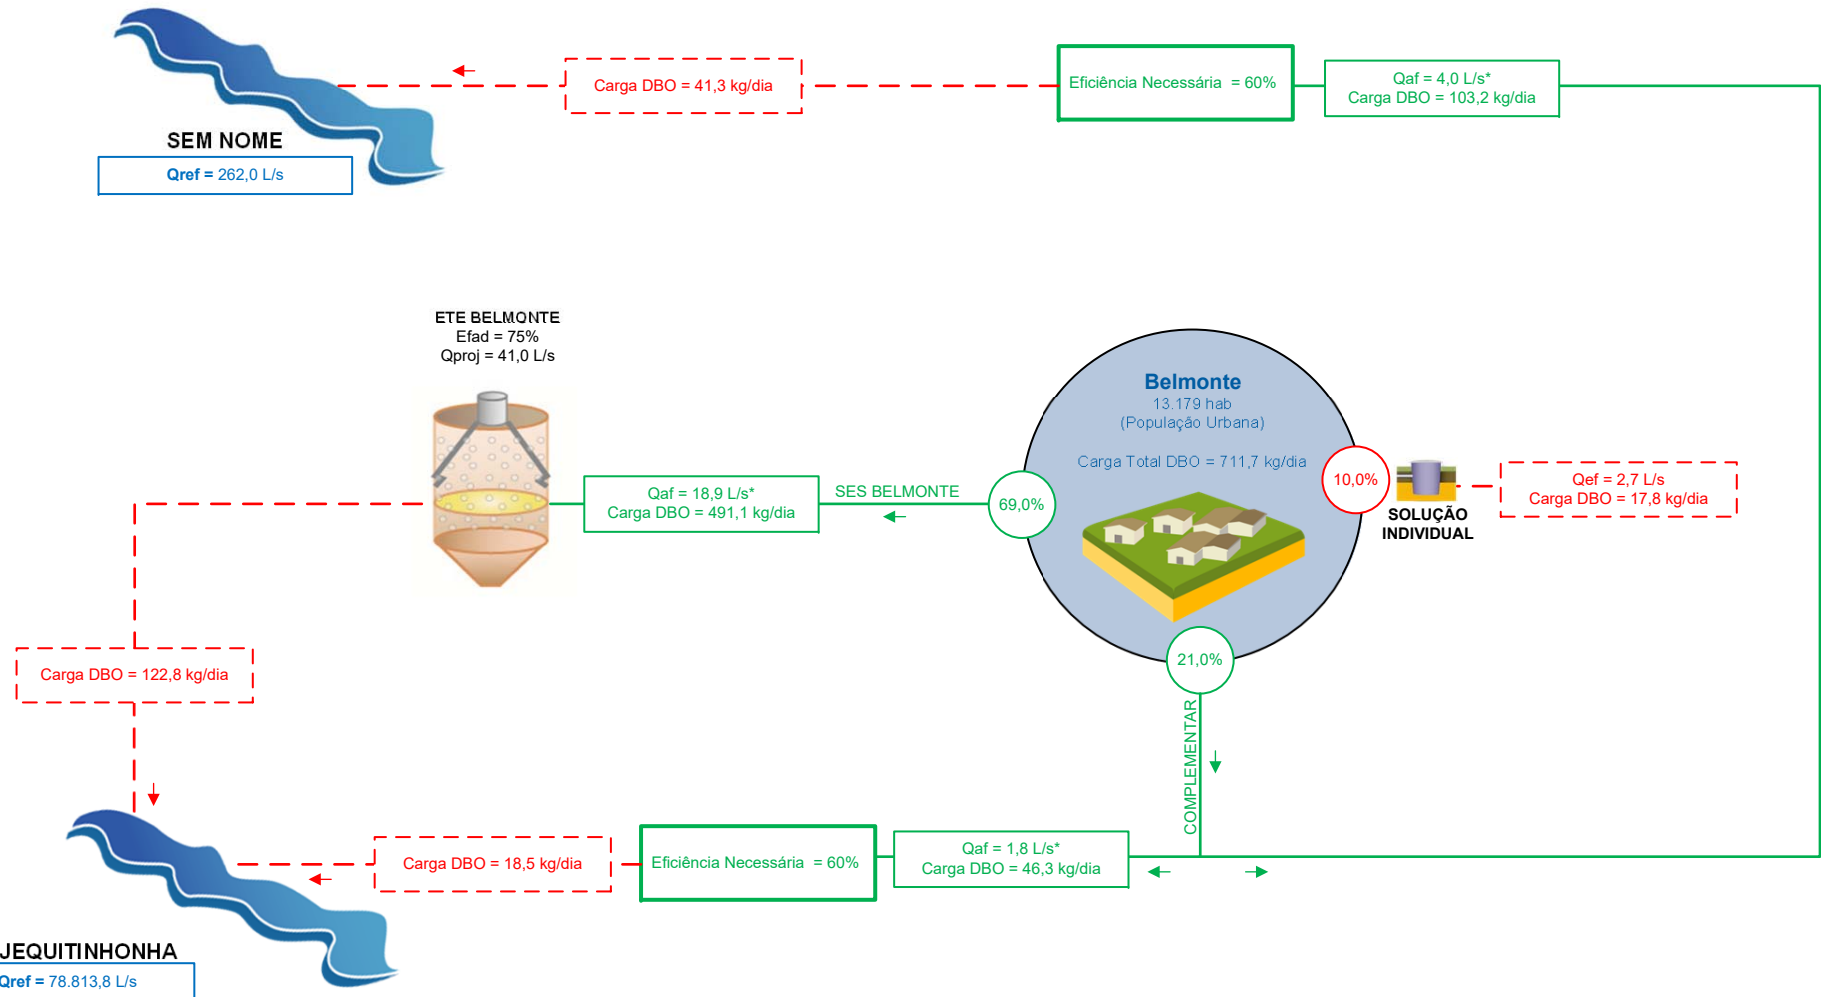 Carga DBO = 41,3 kg/dia
Eficiência Necessária = 60%
Qaf = 4,0 L/s*
Carga DBO = 103,2 kg/dia
SEM NOME
Qref = 262,0 L/s
ETE BELMONTE
Efad = 75%
Qproj = 41,0 L/s
Belmonte
13.179 hab
(População Urbana)
Carga Total DBO = 711,7 kg/dia
Qaf = 18,9 L/s*
Carga DBO = 491,1 kg/dia
SES BELMONTE
69,0%
10,0%
SOLUÇÃO
INDIVIDUAL
Qef = 2,7 L/s
Carga DBO = 17,8 kg/dia
21,0%
COMPLEMENTAR
Carga DBO = 122,8 kg/dia
Carga DBO = 18,5 kg/dia
Eficiência Necessária = 60%
Qaf = 1,8 L/s*
Carga DBO = 46,3 kg/dia
JEQUITINHONHA
Qref = 78.813,8 L/s